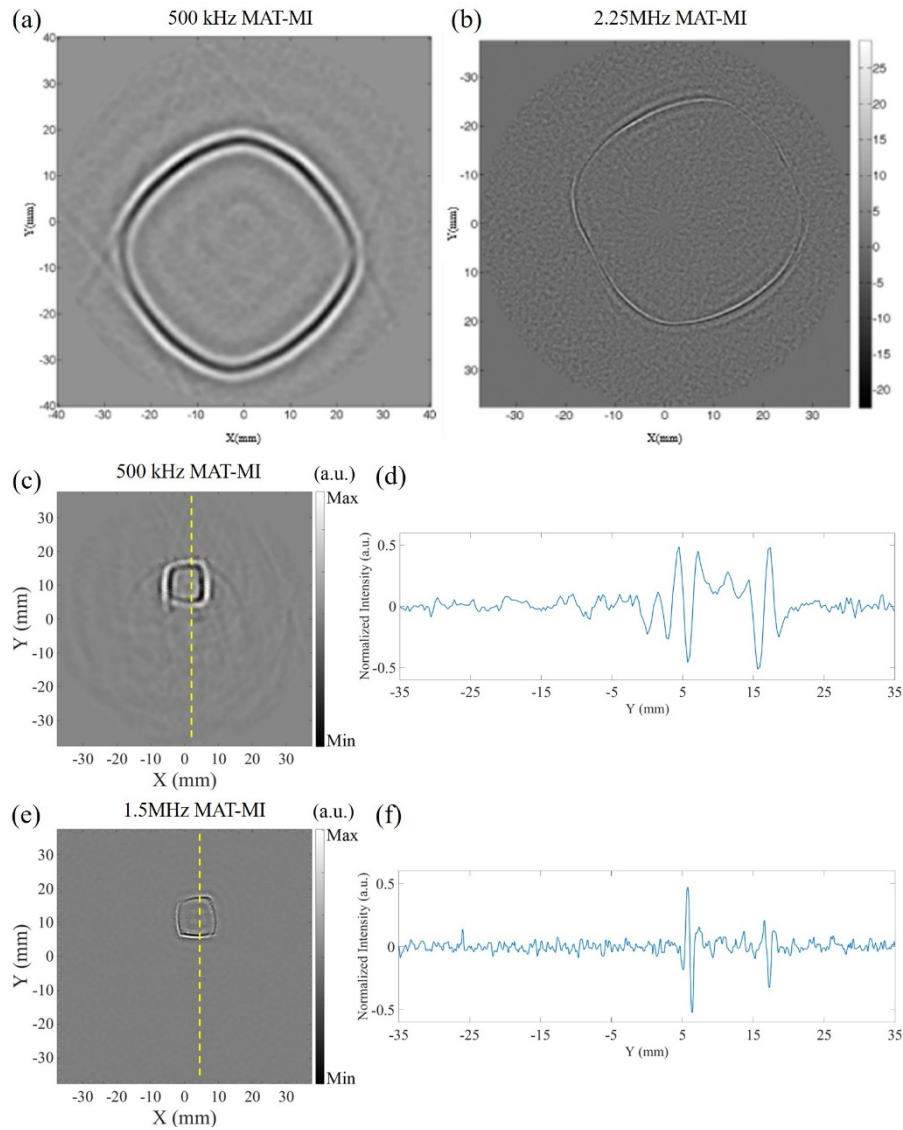 (a) 500 kHz MAT-MI
40
30
20
10
0
-10
-20
-30
-40
Y(mm)
-40 -30 -20 -10 0 10 20 30 40
X(mm)
(b) 2.25MHz MAT-MI
-30
-20
-10
0
10
20
30
Y(mm)
-30 -20 -10 0 10 20 30
X(mm)
25
20
15
10
5
0
-5
-10
-15
-20
(c) 500 kHz MAT-MI (a.u.)
Max
Min
30
20
10
0
-10
-20
-30
Y (mm)
-30 -20 -10 0 10 20 30
X (mm)
(d)
Normalized Intensity (a.u.)
0.5
0
-0.5
-35 -25 -15 -5 5 15 25 35
Y (mm)
(e) 1.5MHz MAT-MI (a.u.)
Max
Min
30
20
10
0
-10
-20
-30
Y (mm)
-30 -20 -10 0 10 20 30
X (mm)
(f)
Normalized Intensity (a.u.)
0.5
0
-0.5
-35 -25 -15 -5 5 15 25 35
Y (mm)